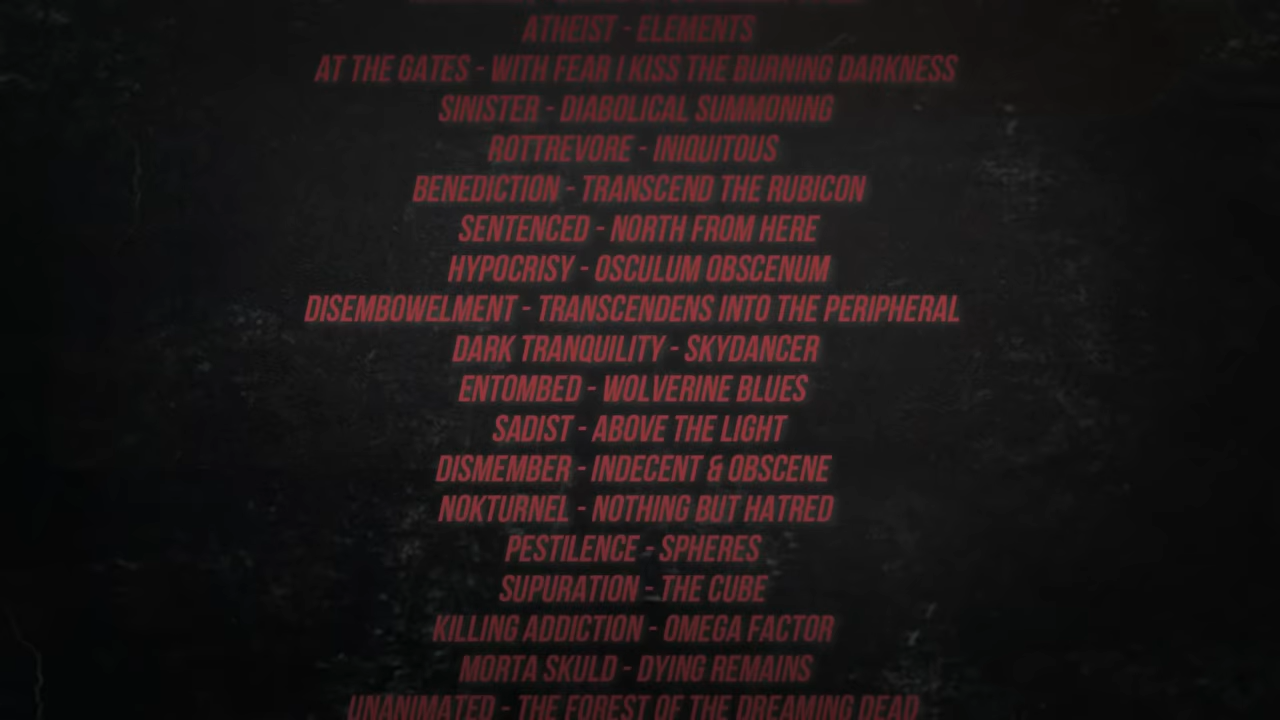 ATHEIST - ELEMENTS
AT THE GATES - WITH FEAR I KISS THE BURNING DARKNESS
SINISTER - DIABOLICAL SUMMONING
ROTTREVORE - INIQUITOUS
BENEDICTION - TRANSCEND THE RUBICON
SENTENCED - NORTH FROM HERE
HYPOCRISY - OSCULUM OBSCENUM
DISEMBOWELMENT - TRANSCENDENS INTO THE PERIPHERAL
DARK TRANQUILITY - SKYDANCER
ENTOMBED - WOLVERINE BLUES
SADIST - ABOVE THE LIGHT
DISMEMBER - INDECENT & OBSCENE
NOKTURNEL - NOTHING BUT HATRED
PESTILENCE - SPHERES
SUPURATION - THE CUBE
KILLING ADDICTION - OMEGA FACTOR
MORTA SKULD - DYING REMAINS
UNANIMATED - THE FOREST OF THE DREAMING DEAD